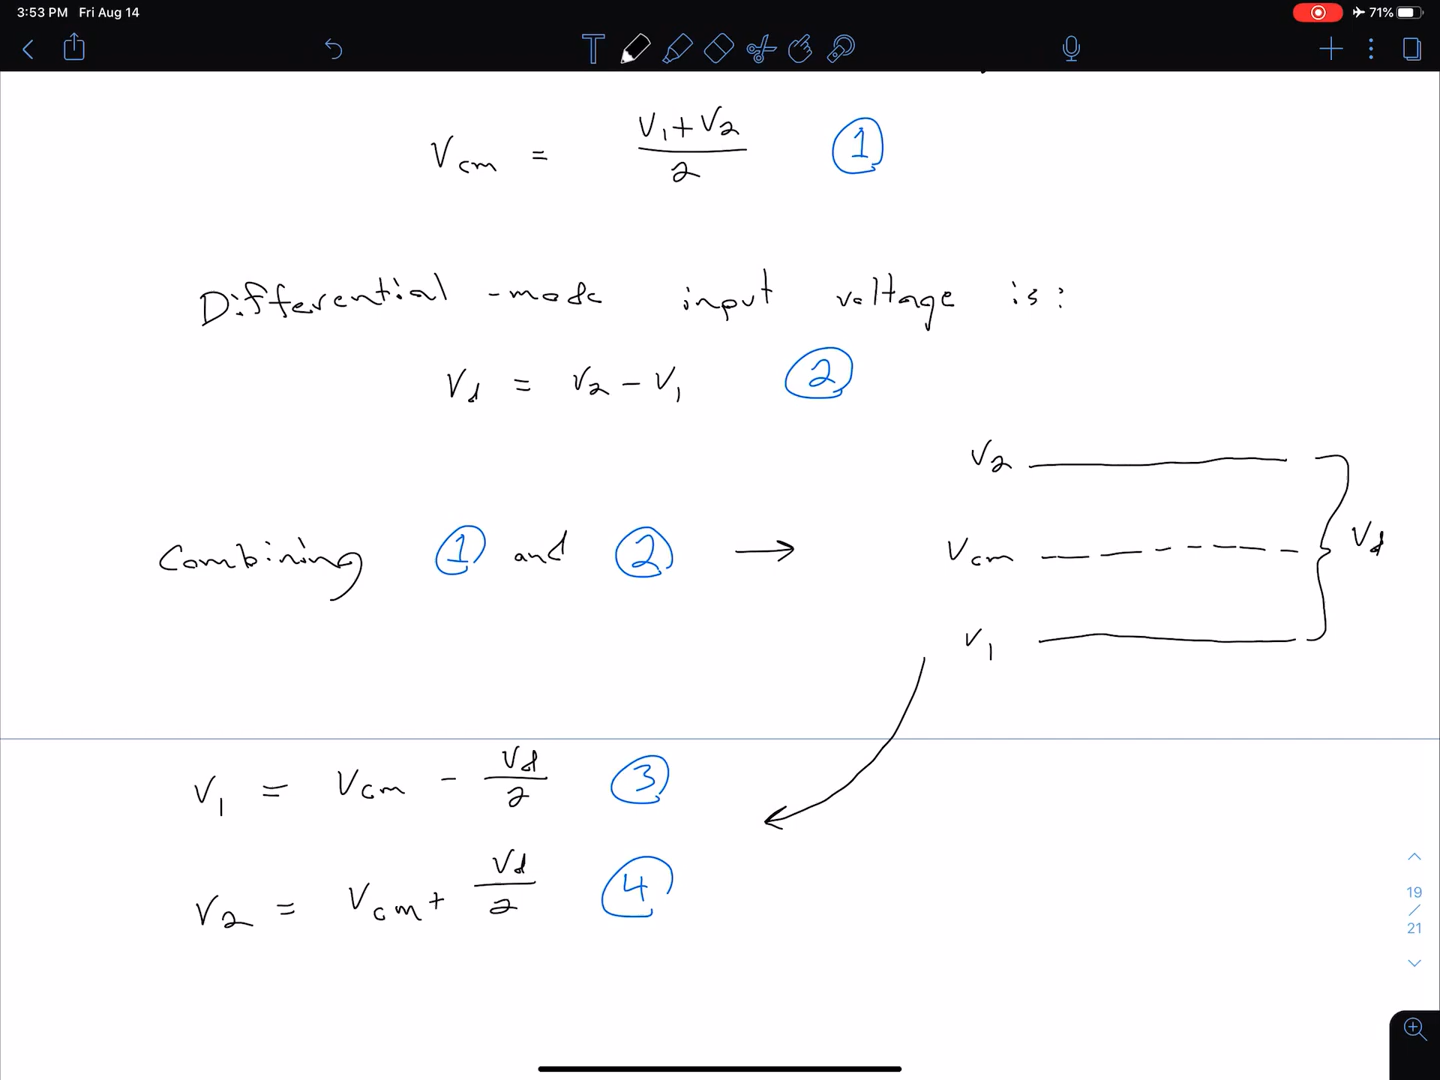 3:53 PM Fri Aug 14 71%
Vcm = (V1 + V2)/2 ①
Differential-mode input voltage is:
Vd = V2 - V1 ②
V2
Combining ① and ② → Vcm Vd
V1
V1 = Vcm - Vd/2 ③
V2 = Vcm + Vd/2 ④
19
/
21